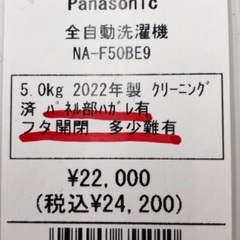 Panasonic
全自動洗濯機
NA-F50BE9
5.0kg 2022年製 ｸﾘｰﾆﾝｸﾞ
済 ﾊﾟﾈﾙ部ﾊｶﾞﾚ有
フタ開閉 多少難有
¥22,000
(税込¥24,200)